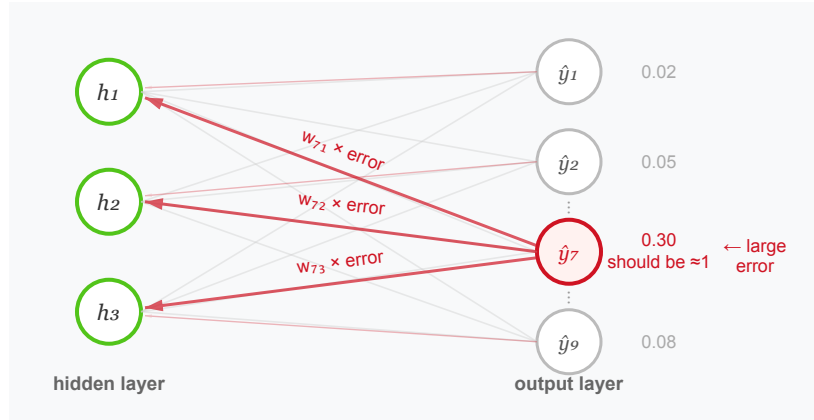 h1
ŷ1
0.02
w71 × error
ŷ2
0.05
h2
w72 × error
ŷ7
0.30
should be ≈1
← large
error
w73 × error
h3
ŷ9
0.08
hidden layer
output layer